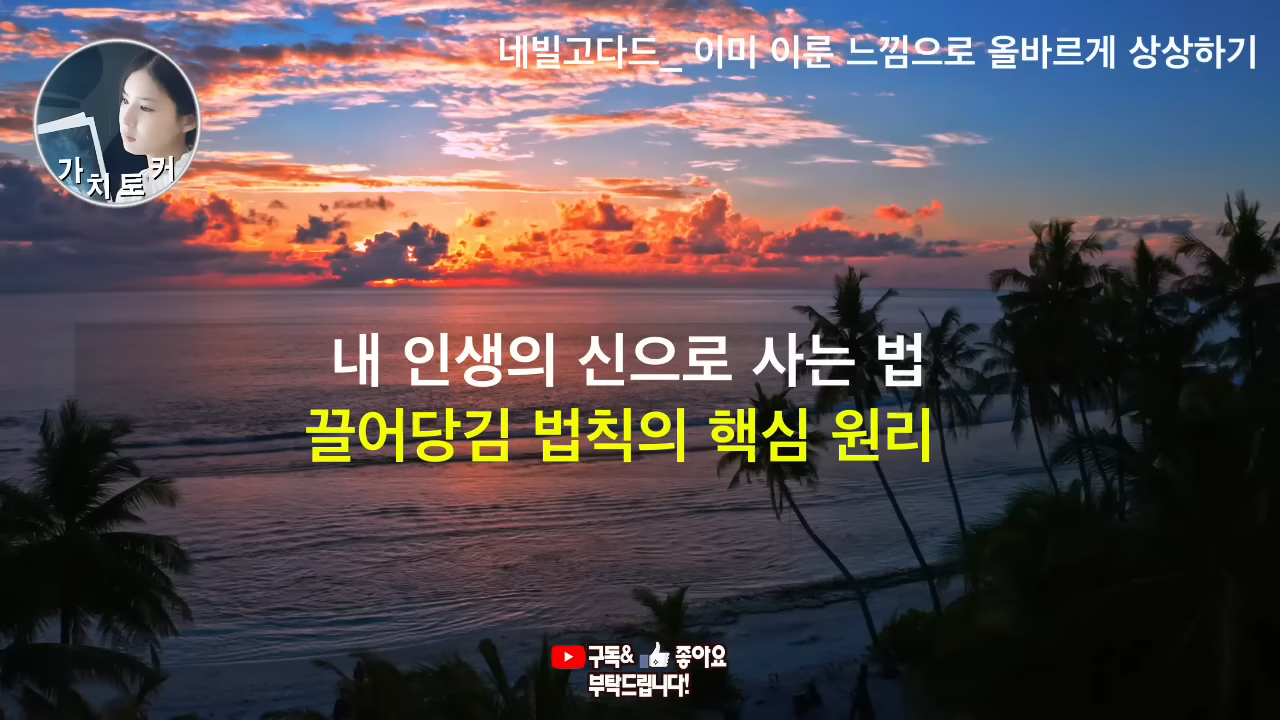 네빌고다드_ 이미 이룬 느낌으로 올바르게 상상하기
가치토커
내 인생의 신으로 사는 법
끌어당김 법칙의 핵심 원리
구독& 좋아요
부탁드립니다!